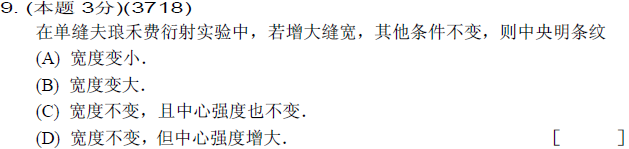 9. (本题 3分)(3718)
在单缝夫琅禾费衍射实验中，若增大缝宽，其他条件不变，则中央明条纹
(A) 宽度变小．
(B) 宽度变大．
(C) 宽度不变，且中心强度也不变．
(D) 宽度不变，但中心强度增大． [ ]